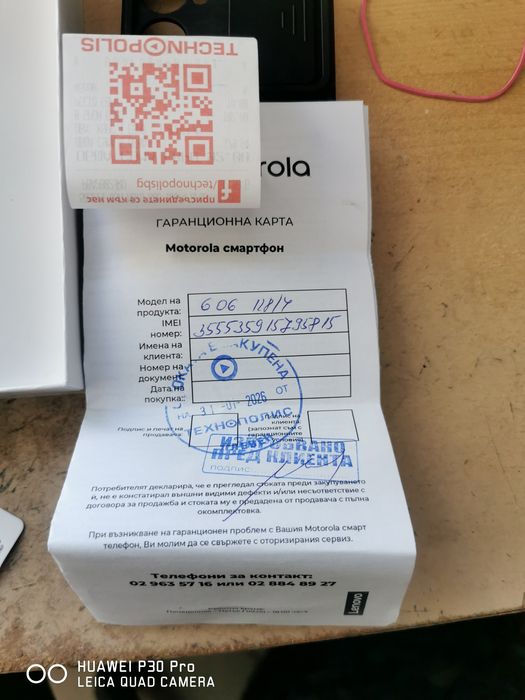 TECHNOPOLIS
/technopolisbg
присъединете се към нас
rola
ГАРАНЦИОННА КАРТА
Motorola смартфон
Модел на
продукта:
G06 118/4
IMEI
номер:
Имена на
клиента:
Номер на
документ
Дата на
покупка:
ЗАКУПЕНА ОТ
2026
ТЕХНОПОЛИС
Подпис и печат на
продавача:
клиента:
ИЗПРОБВАНО
ПРЕД КЛИЕНТА
подпис
Потребителят декларира, че е прегледал стоката преди закупуването
ѝ, не е констатирал външни видими дефекти и/или несъответствие с
договора за продажба и стоката му е предадена от продавача с пълна
окомплектовка.
При възникване на гаранционен проблем с Вашия Motorola смарт
телефон, Ви молим да се свържете с оторизирания сервиз.
Телефони за контакт:
02 963 57 16 или 02 884 89 27
Lenovo
HUAWEI P30 Pro
LEICA QUAD CAMERA